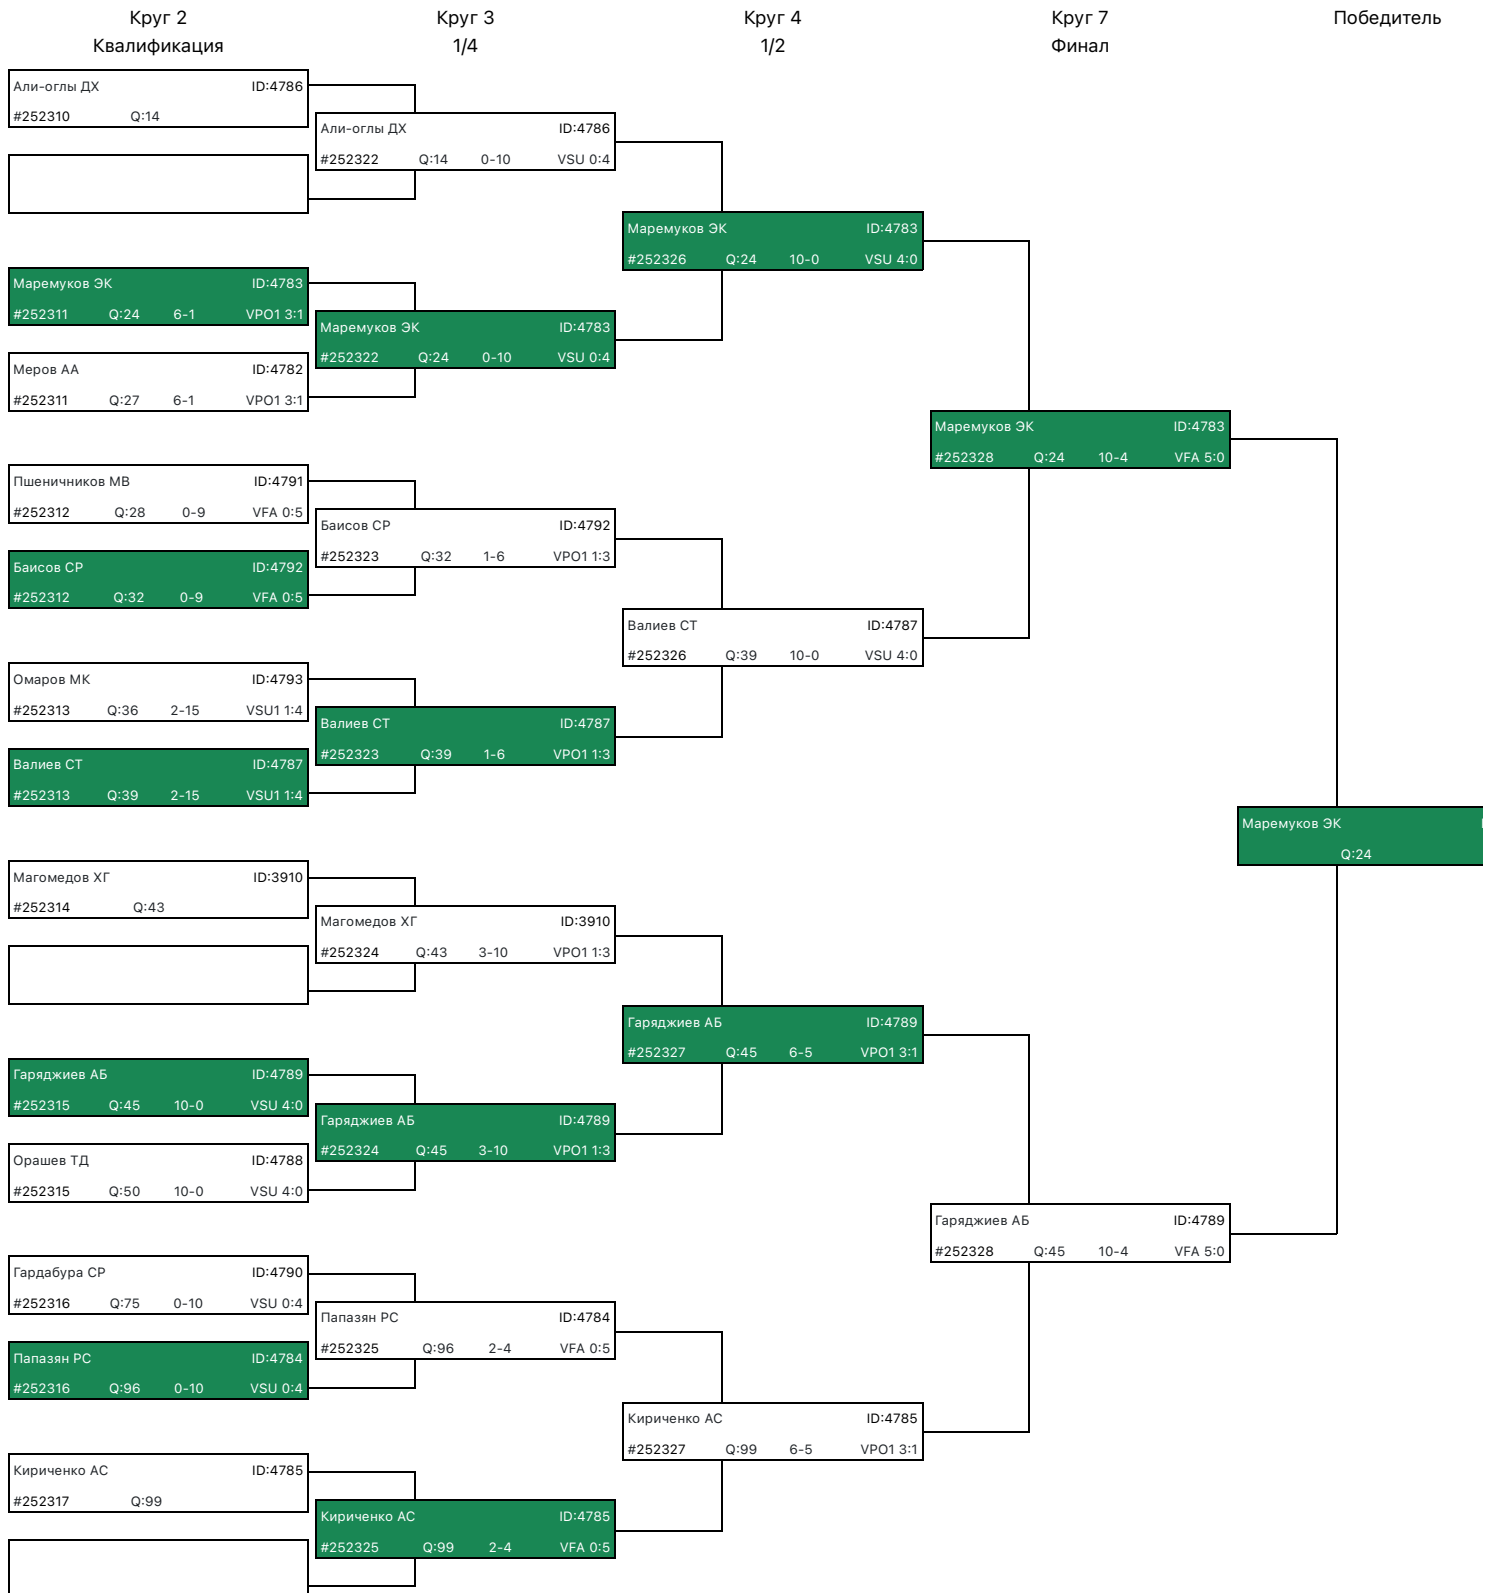 Круг 2
Квалификация
Круг 3
1/4
Круг 4
1/2
Круг 7
Финал
Победитель
Али-оглы ДХ ID:4786
#252310 Q:14
Маремуков ЭК ID:4783
#252311 Q:24 6-1 VPO1 3:1
Меров АА ID:4782
#252311 Q:27 6-1 VPO1 3:1
Пшеничников МВ ID:4791
#252312 Q:28 0-9 VFA 0:5
Баисов СР ID:4792
#252312 Q:32 0-9 VFA 0:5
Омаров МК ID:4793
#252313 Q:36 2-15 VSU1 1:4
Валиев СТ ID:4787
#252313 Q:39 2-15 VSU1 1:4
Магомедов ХГ ID:3910
#252314 Q:43
Гаряджиев АБ ID:4789
#252315 Q:45 10-0 VSU 4:0
Орашев ТД ID:4788
#252315 Q:50 10-0 VSU 4:0
Гардабура СР ID:4790
#252316 Q:75 0-10 VSU 0:4
Папазян РС ID:4784
#252316 Q:96 0-10 VSU 0:4
Кириченко АС ID:4785
#252317 Q:99
Али-оглы ДХ ID:4786
#252322 Q:14 0-10 VSU 0:4
Маремуков ЭК ID:4783
#252322 Q:24 0-10 VSU 0:4
Баисов СР ID:4792
#252323 Q:32 1-6 VPO1 1:3
Валиев СТ ID:4787
#252323 Q:39 1-6 VPO1 1:3
Магомедов ХГ ID:3910
#252324 Q:43 3-10 VPO1 1:3
Гаряджиев АБ ID:4789
#252324 Q:45 3-10 VPO1 1:3
Папазян РС ID:4784
#252325 Q:96 2-4 VFA 0:5
Кириченко АС ID:4785
#252325 Q:99 2-4 VFA 0:5
Маремуков ЭК ID:4783
#252326 Q:24 10-0 VSU 4:0
Валиев СТ ID:4787
#252326 Q:39 10-0 VSU 4:0
Гаряджиев АБ ID:4789
#252327 Q:45 6-5 VPO1 3:1
Кириченко АС ID:4785
#252327 Q:99 6-5 VPO1 3:1
Маремуков ЭК ID:4783
#252328 Q:24 10-4 VFA 5:0
Гаряджиев АБ ID:4789
#252328 Q:45 10-4 VFA 5:0
Маремуков ЭК
Q:24